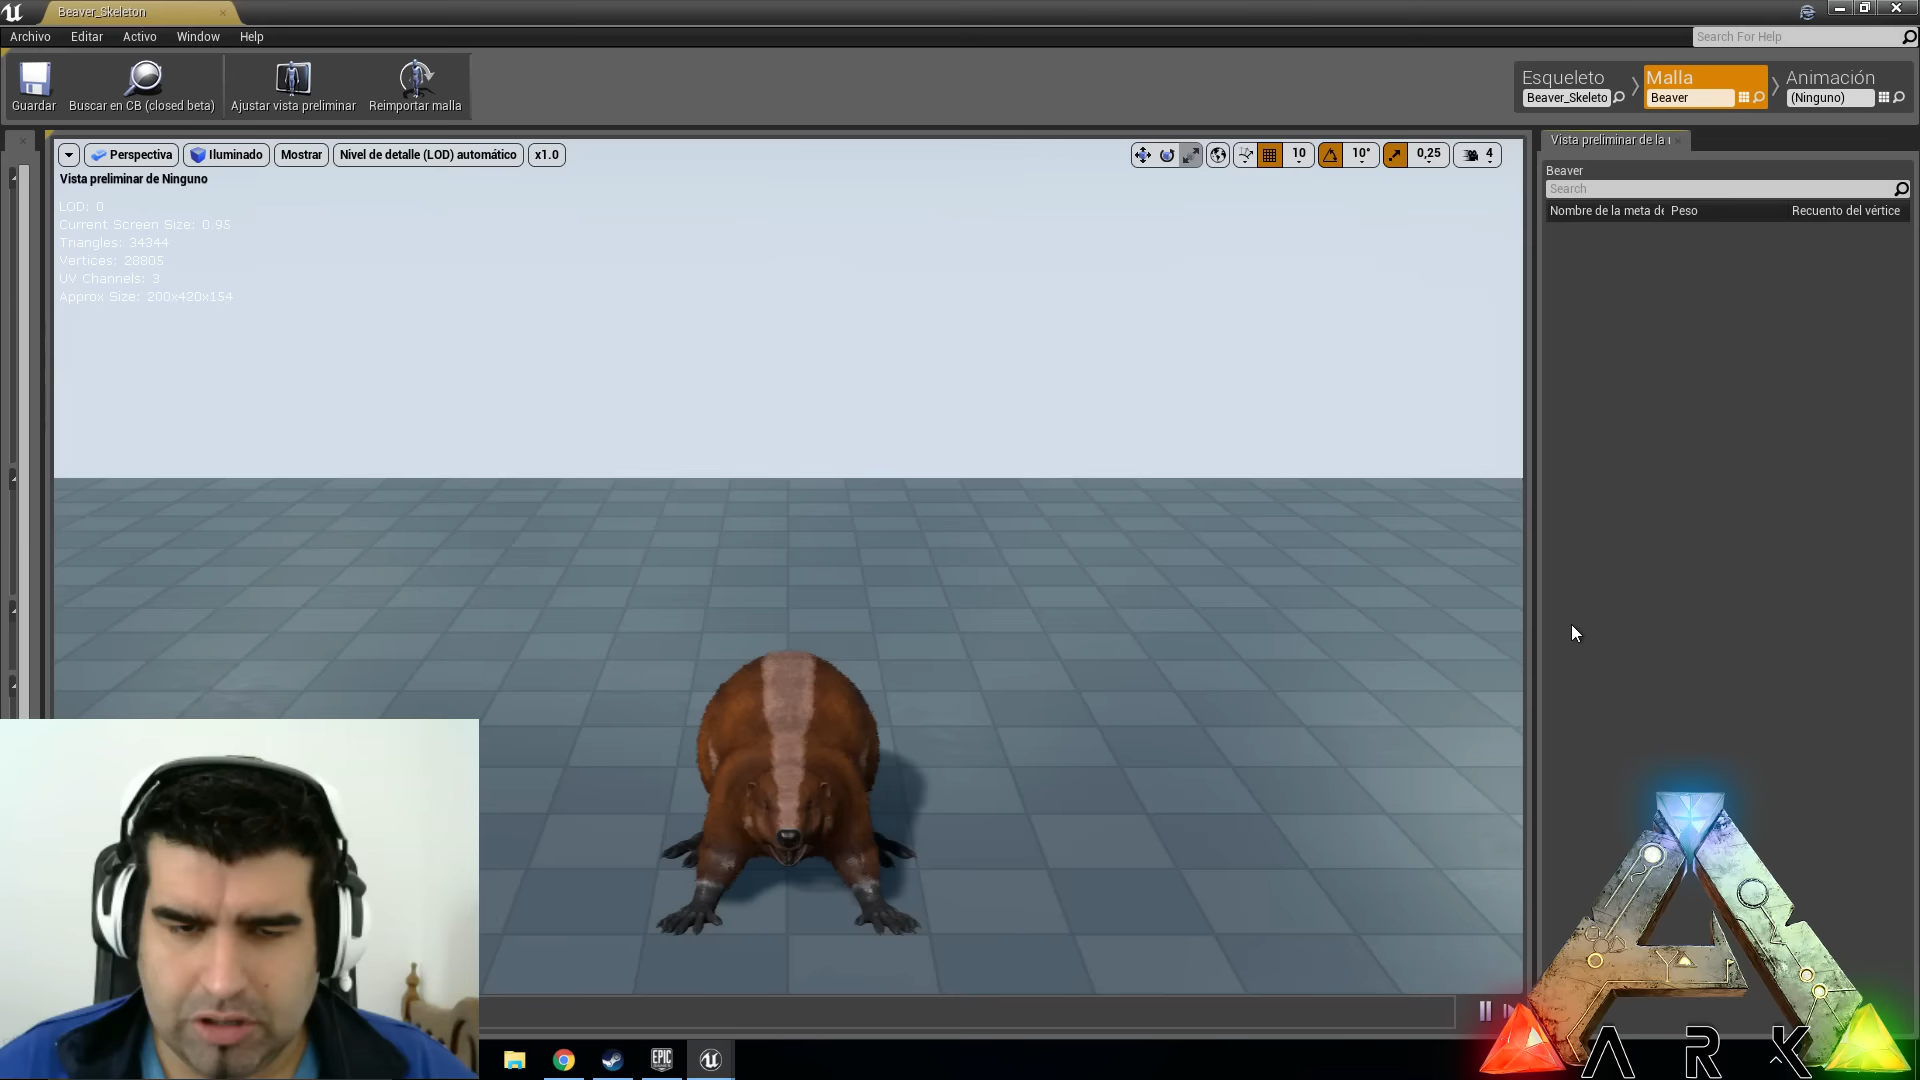 Beaver_Skeleton
Archivo Editar Activo Window Help
Search For Help
Guardar Buscar en CB (closed beta) Ajustar vista preliminar Reimportar malla
Esqueleto Malla Animación
Beaver_Skeleto Beaver (Ninguno)
Vista preliminar de la
Perspectiva Iluminado Mostrar Nivel de detalle (LOD) automático x1.0 10 10° 0,25 4
Vista preliminar de Ninguno
LOD: 0
Current Screen Size: 0.95
Triangles: 34344
Vertices: 28805
UV Channels: 3
Approx Size: 200x420x154
Beaver
Search
Nombre de la meta de Peso Recuento del vértice
ARK
EPIC GAMES